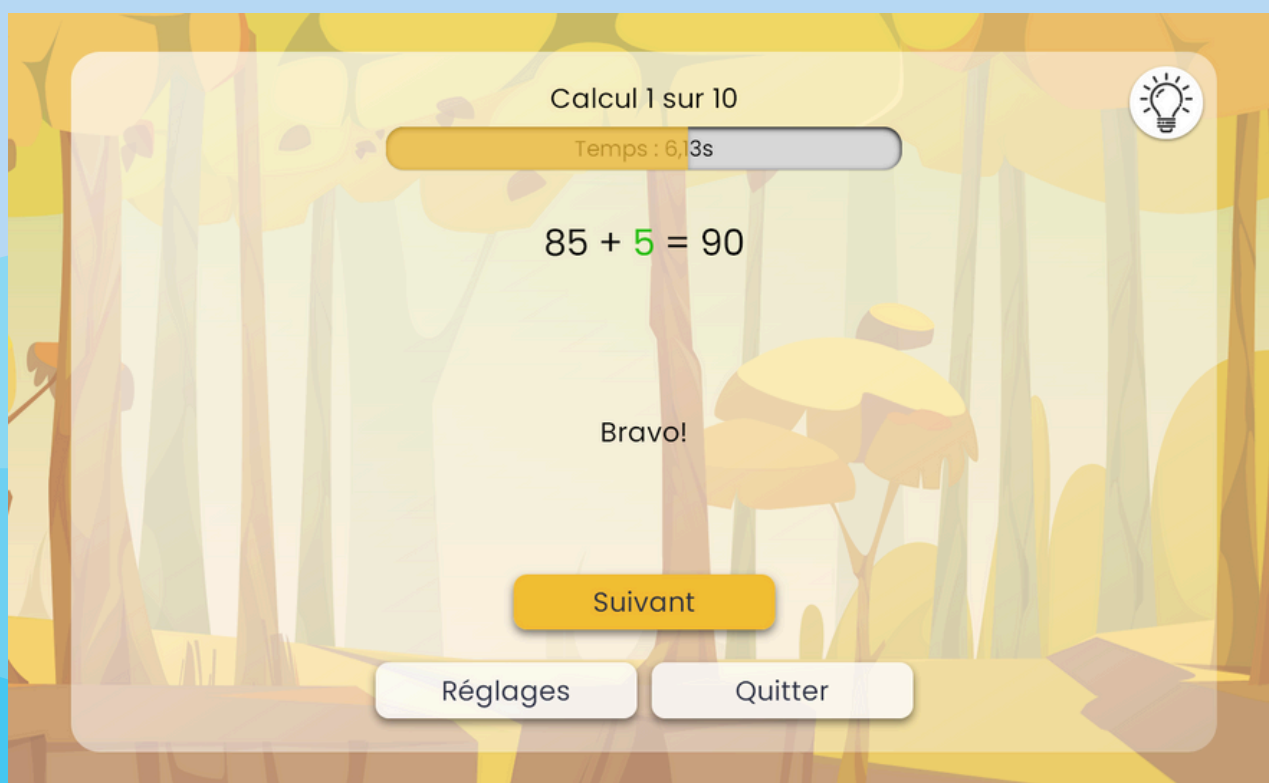 Calcul 1 sur 10
Temps : 6,13s
85 + 5 = 90
Bravo!
Suivant
Réglages Quitter